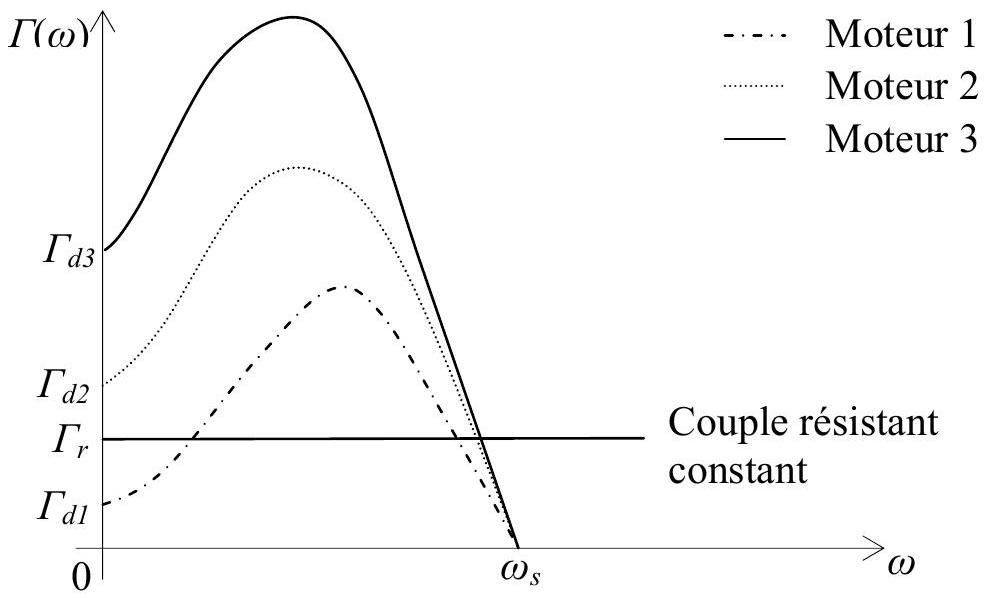 Γ(ω)
Moteur 1
Moteur 2
Moteur 3
Γd3
Γd2
Γr
Couple résistant
constant
Γd1
0
ωs
ω